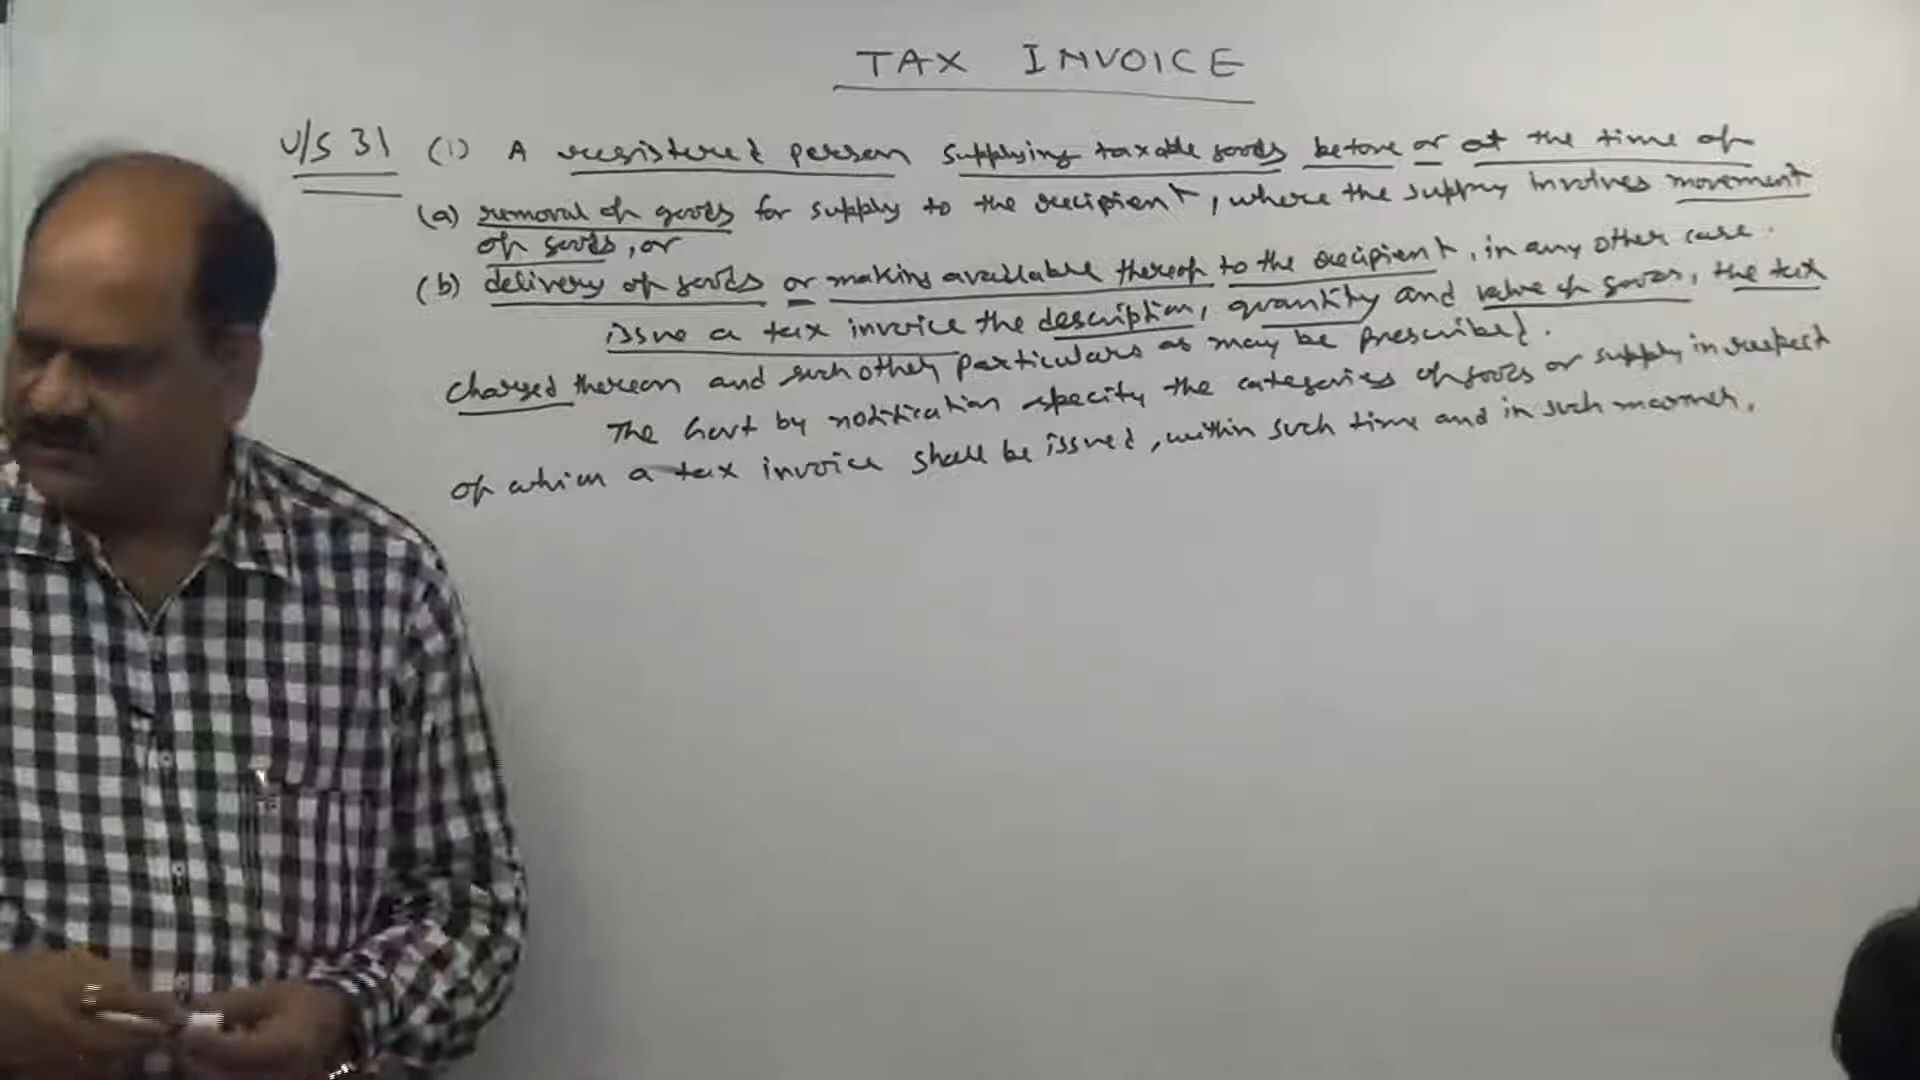 TAX INVOICE
U/S 31 (1) A registered person supplying taxable goods before or at the time of
(a) removal of goods for supply to the recipient, where the supply involves movement
of goods, or
(b) delivery of goods or making available thereof to the recipient, in any other case.
issue a tax invoice the description, quantity and value of goods, the tax
charged thereon and such other particulars as may be prescribed.
The Govt by notification specify the categories of goods or supply in respect
of which a tax invoice shall be issued, within such time and in such manner.